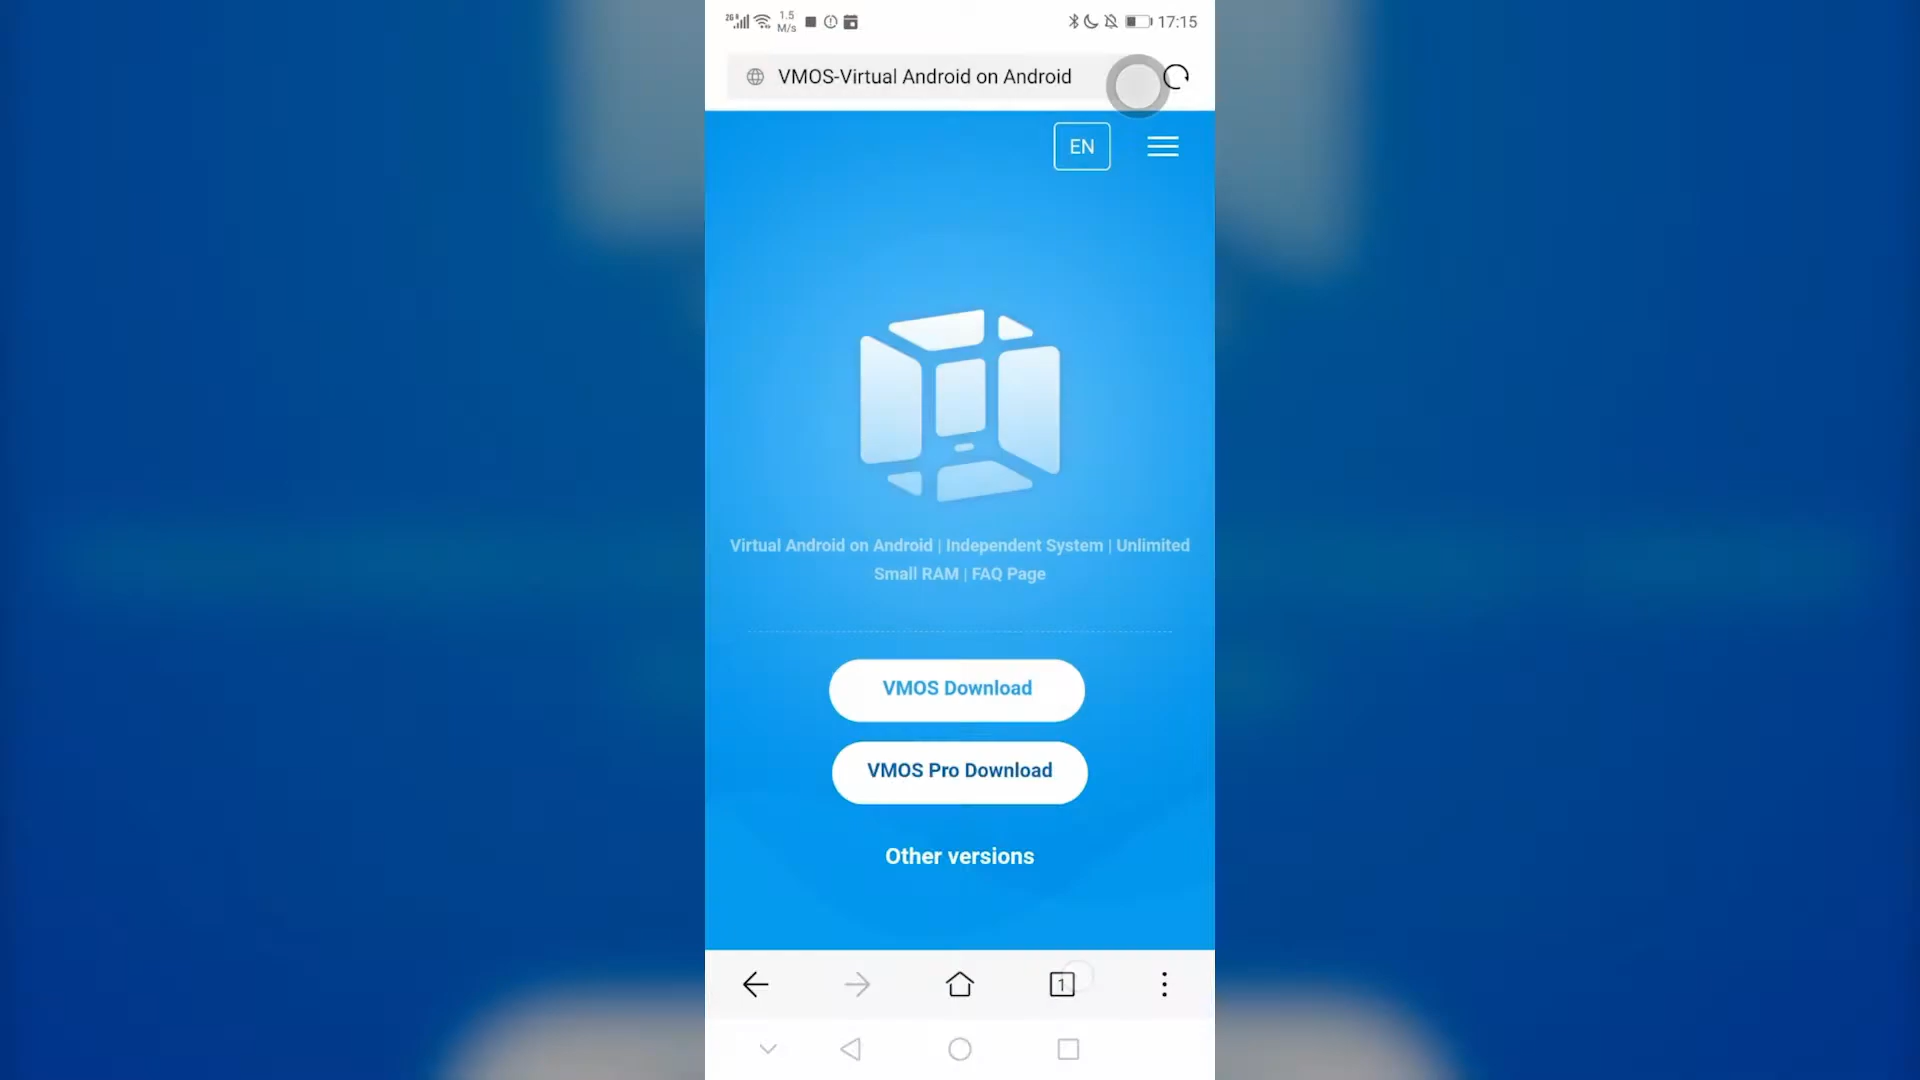 2G 1.5 M/s 17:15
VMOS-Virtual Android on Android
EN
Virtual Android on Android | Independent System | Unlimited
Small RAM | FAQ Page
VMOS Download
VMOS Pro Download
Other versions
1